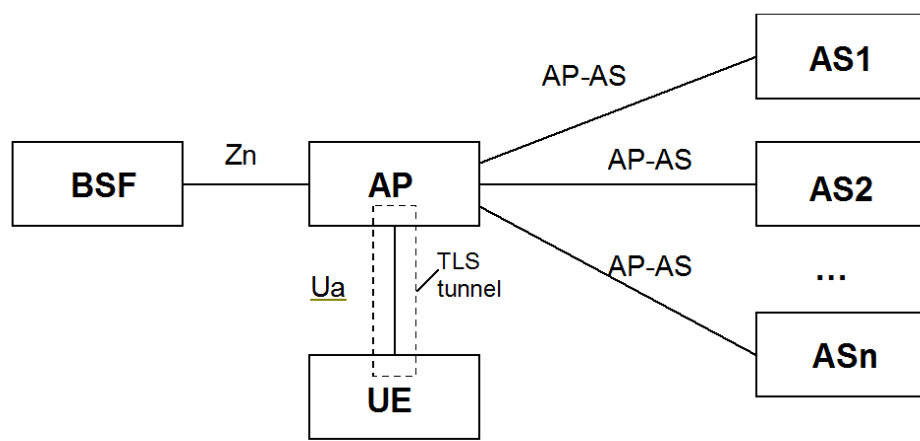 AS1
AP-AS
Zn
AP-AS
BSF
AP
AS2
TLS
tunnel
AP-AS
Ua
...
ASn
UE